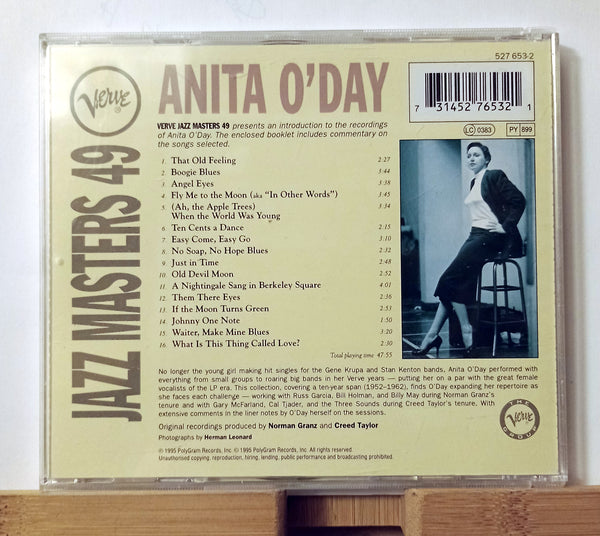 527 653-2
Verve
JAZZ MASTERS 49
ANITA O'DAY
7 31452 76532 1
LC 0383
PY 899
VERVE JAZZ MASTERS 49 presents an introduction to the recordings
of Anita O'Day. The enclosed booklet includes commentary on
the songs selected.
1. That Old Feeling 2:27
2. Boogie Blues 3:44
3. Angel Eyes 3:38
4. Fly Me to the Moon (aka "In Other Words") 3:45
5. (Ah, the Apple Trees) 3:34
When the World Was Young
6. Ten Cents a Dance 2:15
7. Easy Come, Easy Go 3:10
8. No Soap, No Hope Blues 2:32
9. Just in Time 2:48
10. Old Devil Moon 2:52
11. A Nightingale Sang in Berkeley Square 4:01
12. Them There Eyes 2:36
13. If the Moon Turns Green 2:53
14. Johnny One Note 1:50
15. Waiter, Make Mine Blues 3:20
16. What Is This Thing Called Love? 2:30
Total playing time 47:55
No longer the young girl making hit singles for the Gene Krupa and Stan Kenton bands, Anita O'Day performed with
everything from small groups to roaring big bands in her Verve years — putting her on a par with the great female
vocalists of the LP era. This collection, covering a ten-year span (1952–1962), finds O'Day expanding her repertoire as
she faces each challenge — working with Russ Garcia, Bill Holman, and Billy May during Norman Granz's
tenure and with Gary McFarland, Cal Tjader, and the Three Sounds during Creed Taylor's tenure. With
extensive comments in the liner notes by O'Day herself on the sessions.
Original recordings produced by Norman Granz and Creed Taylor
Photographs by Herman Leonard
℗ 1995 PolyGram Records, Inc. © 1995 PolyGram Records, Inc. All rights reserved.
Unauthorised copying, reproduction, hiring, lending, public performance and broadcasting prohibited.
THE
Verve
GROUP